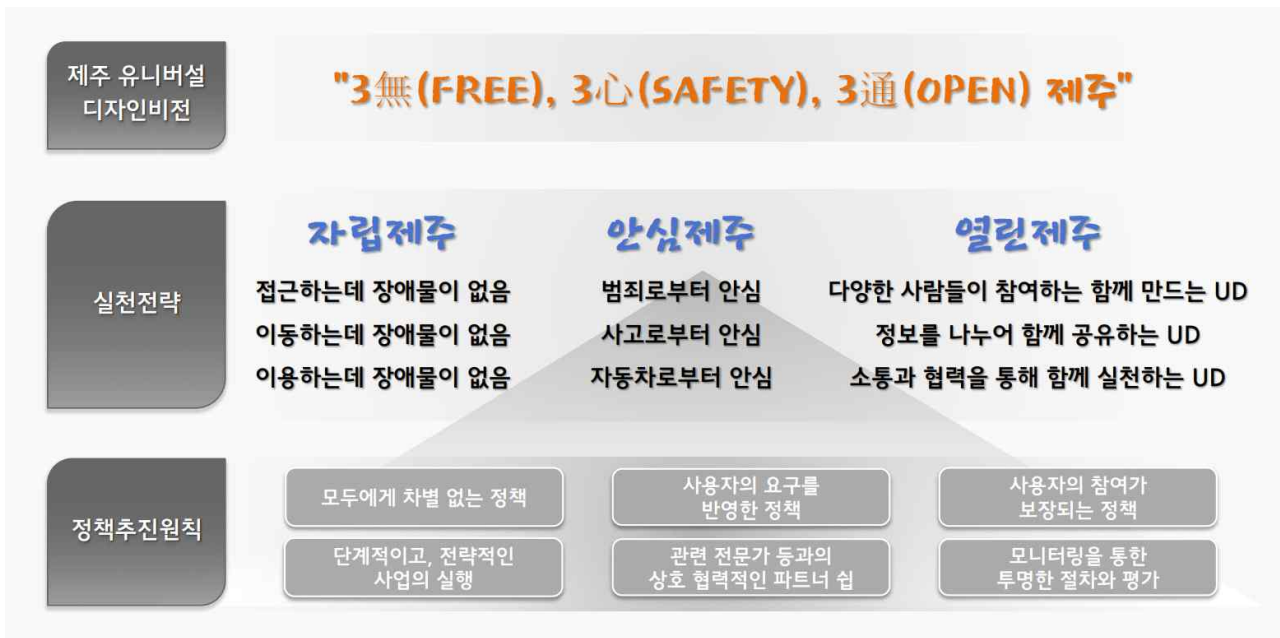 제주 유니버설
디자인비전
"3無(FREE), 3心(SAFETY), 3通(OPEN) 제주"
실천전략
자립제주
접근하는데 장애물이 없음
이동하는데 장애물이 없음
이용하는데 장애물이 없음
안심제주
범죄로부터 안심
사고로부터 안심
자동차로부터 안심
열린제주
다양한 사람들이 참여하는 함께 만드는 UD
정보를 나누어 함께 공유하는 UD
소통과 협력을 통해 함께 실천하는 UD
정책추진원칙
모두에게 차별 없는 정책
사용자의 요구를
반영한 정책
사용자의 참여가
보장되는 정책
단계적이고, 전략적인
사업의 실행
관련 전문가 등과의
상호 협력적인 파트너 쉽
모니터링을 통한
투명한 절차와 평가